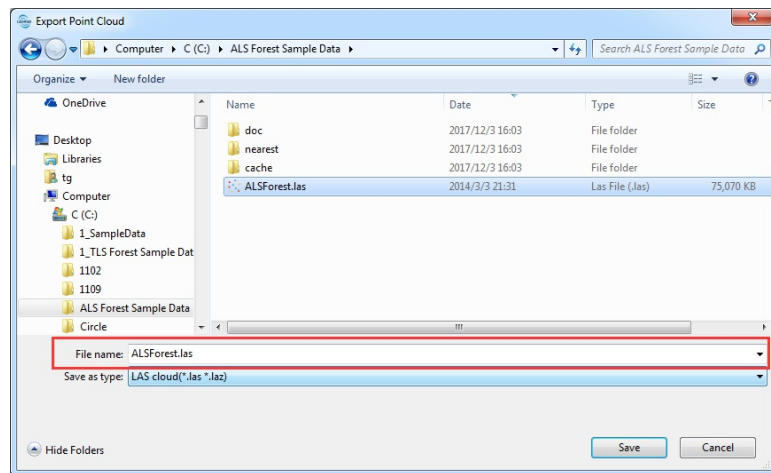 Export Point Cloud
Computer C (C:) ALS Forest Sample Data Search ALS Forest Sample Data
Organize New folder
OneDrive
Desktop
Libraries
tg
Computer
C (C:)
1_SampleData
1_TLS Forest Sample Dat
1102
1109
ALS Forest Sample Data
Circle
Name Date Type Size
doc 2017/12/3 16:03 File folder
nearest 2017/12/3 16:03 File folder
cache 2017/12/3 16:03 File folder
ALSForest.las 2014/3/3 21:31 Las File (.las) 75,070 KB
File name: ALSForest.las
Save as type: LAS cloud(*.las *.laz)
Hide Folders Save Cancel